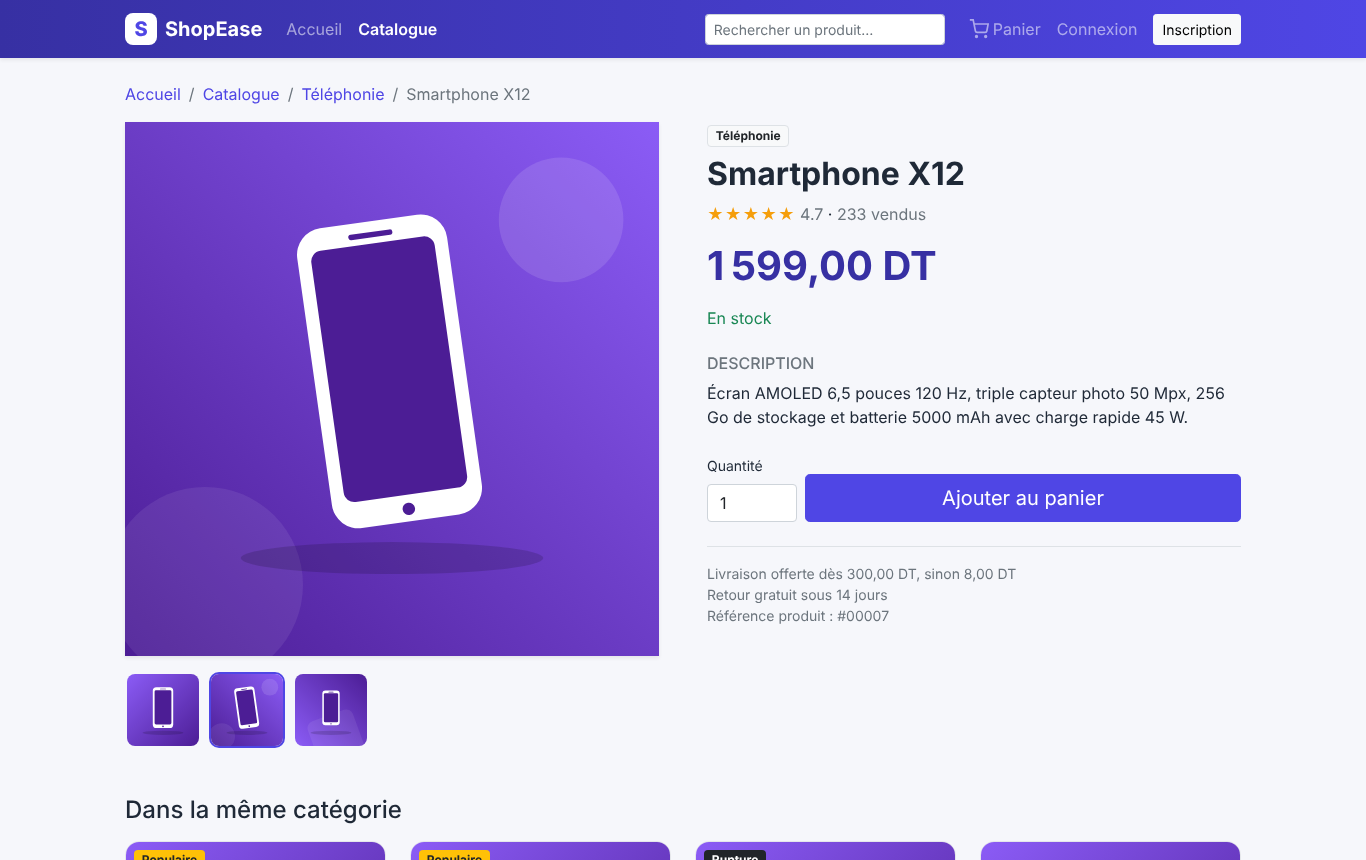 S ShopEase Accueil Catalogue Rechercher un produit... Panier Connexion Inscription
Accueil / Catalogue / Téléphonie / Smartphone X12
Téléphonie
Smartphone X12
★★★★★ 4.7 · 233 vendus
1 599,00 DT
En stock
DESCRIPTION
Écran AMOLED 6,5 pouces 120 Hz, triple capteur photo 50 Mpx, 256
Go de stockage et batterie 5000 mAh avec charge rapide 45 W.
Quantité
1 Ajouter au panier
Livraison offerte dès 300,00 DT, sinon 8,00 DT
Retour gratuit sous 14 jours
Référence produit : #00007
Dans la même catégorie
Populaire Populaire Rupture